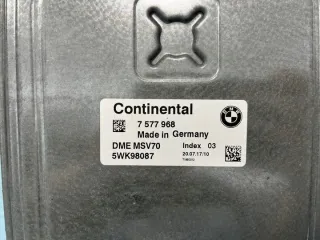 Continental
7 577 968
Made in Germany
DME MSV70 Index 03
5WK98087 20.07.17/10